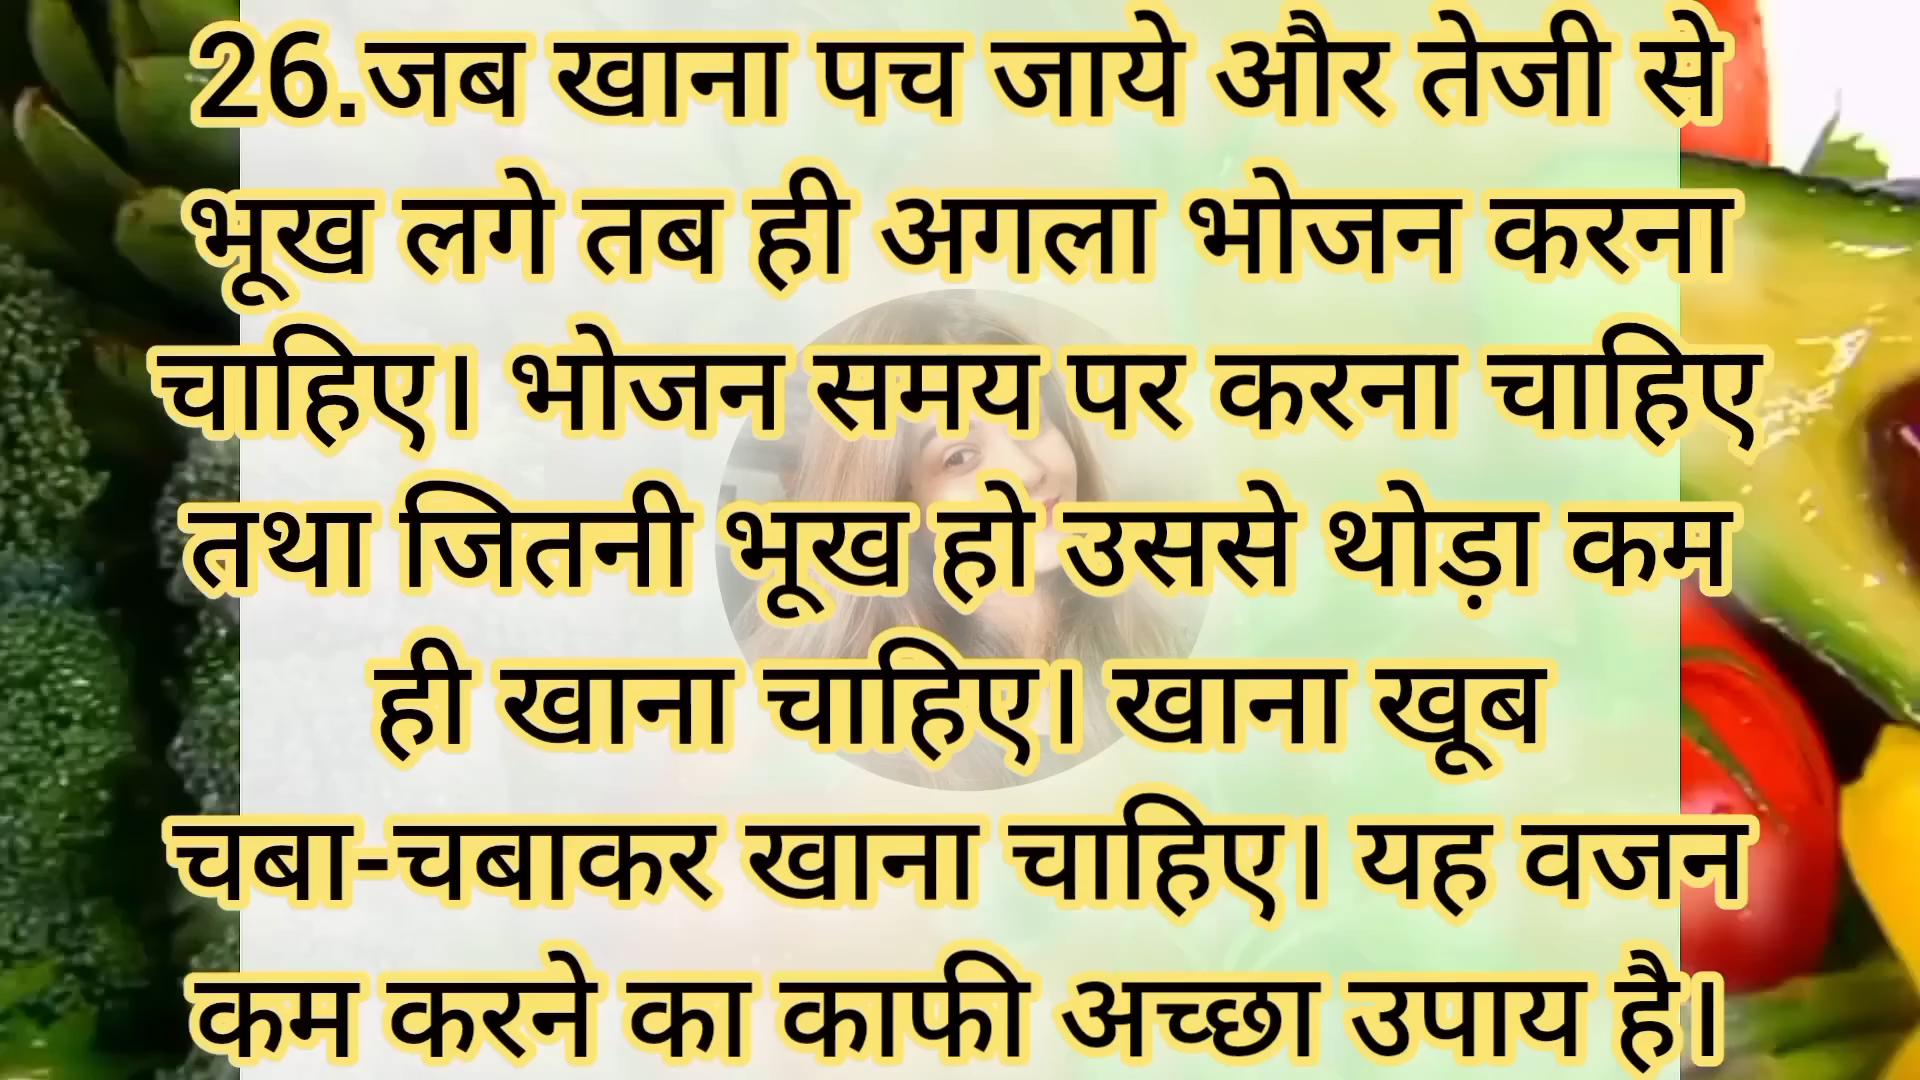 26.जब खाना पच जाये और तेजी से
भूख लगे तब ही अगला भोजन करना
चाहिए। भोजन समय पर करना चाहिए
तथा जितनी भूख हो उससे थोड़ा कम
ही खाना चाहिए। खाना खूब
चबा-चबाकर खाना चाहिए। यह वजन
कम करने का काफी अच्छा उपाय है।